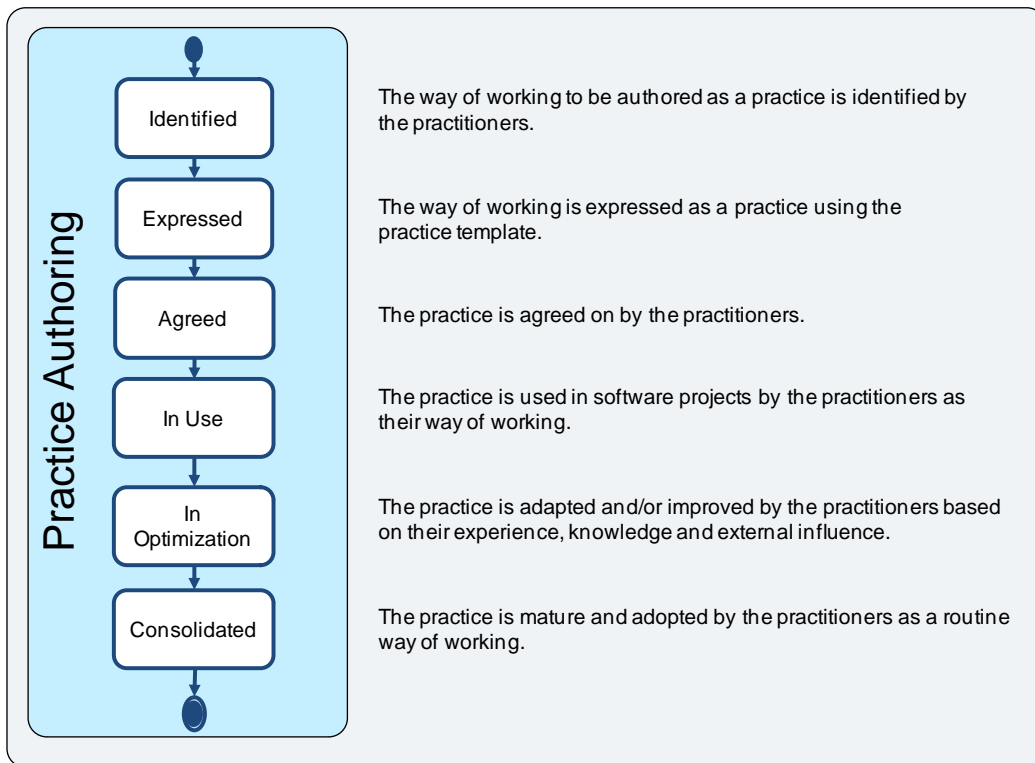 Practice Authoring
Identified
The way of working to be authored as a practice is identified by
the practitioners.
Expressed
The way of working is expressed as a practice using the
practice template.
Agreed
The practice is agreed on by the practitioners.
In Use
The practice is used in software projects by the practitioners as
their way of working.
In
Optimization
The practice is adapted and/or improved by the practitioners based
on their experience, knowledge and external influence.
Consolidated
The practice is mature and adopted by the practitioners as a routine
way of working.